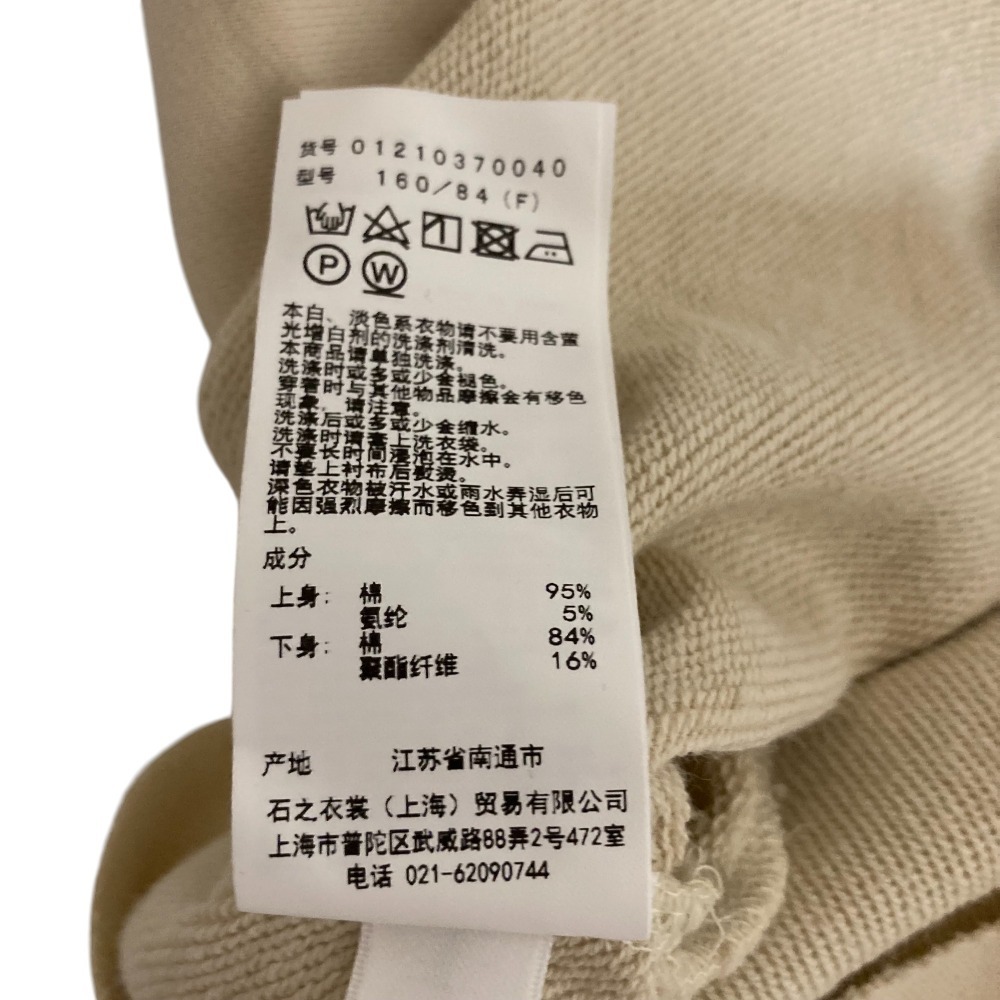 货号 01210370040
型号 160/84 (F)
P W
本白、淡色系衣物请不要用含萤
光增白剂的洗涤剂清洗。
本商品请单独洗涤。
洗涤时或多或少会褪色。
穿着时与其他物品摩擦会有移色
现象，请注意。
洗涤后或多或少会缩水。
洗涤时请套上洗衣袋。
不要长时间浸泡在水中。
请垫上衬布后熨烫。
深色衣物被汗水或雨水弄湿后可
能因强烈摩擦而移色到其他衣物
上。
成分
上身： 棉 95%
氨纶 5%
下身： 棉 84%
聚酯纤维 16%
产地 江苏省南通市
石之衣裳（上海）贸易有限公司
上海市普陀区武威路88弄2号472室
电话 021-62090744